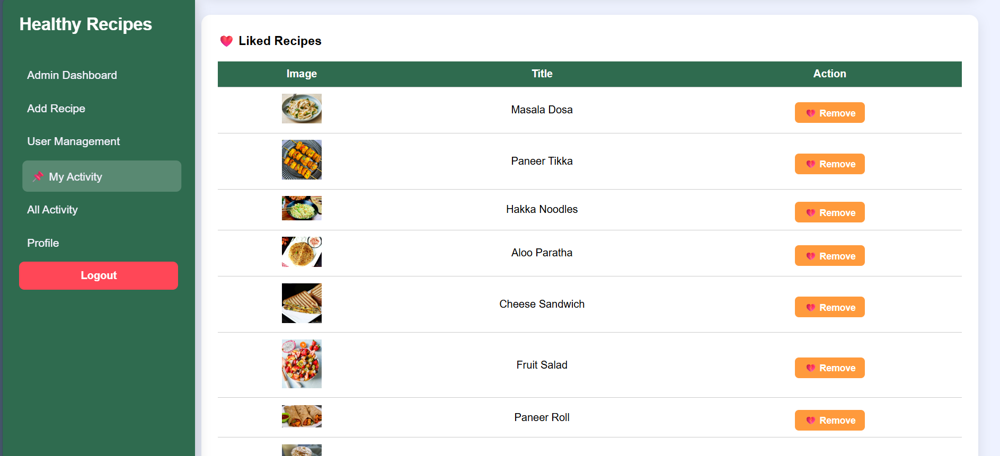 Healthy Recipes
Admin Dashboard
Add Recipe
User Management
📌 My Activity
All Activity
Profile
Logout
❤️ Liked Recipes
Image Title Action
Masala Dosa 💔 Remove
Paneer Tikka 💔 Remove
Hakka Noodles 💔 Remove
Aloo Paratha 💔 Remove
Cheese Sandwich 💔 Remove
Fruit Salad 💔 Remove
Paneer Roll 💔 Remove